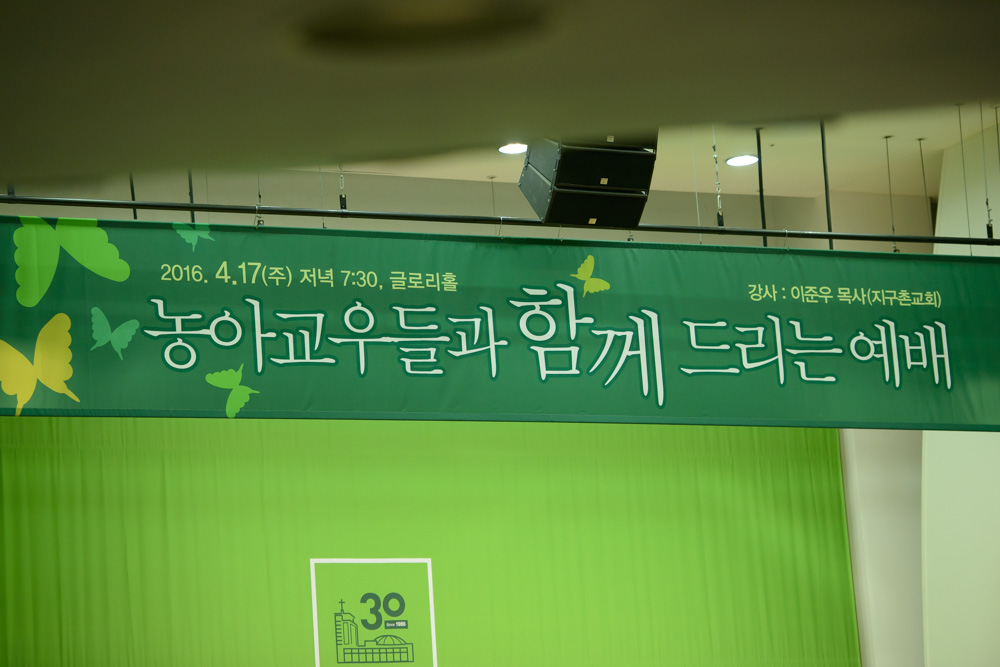 2016. 4.17(주) 저녁 7:30, 글로리홀
강사 : 이준우 목사(지구촌교회)
농아교우들과 함께 드리는 예배
30
Since 1986